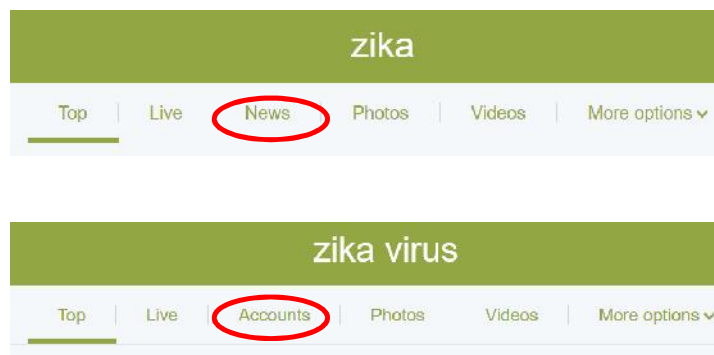 zika
Top Live News Photos Videos More options
zika virus
Top Live Accounts Photos Videos More options